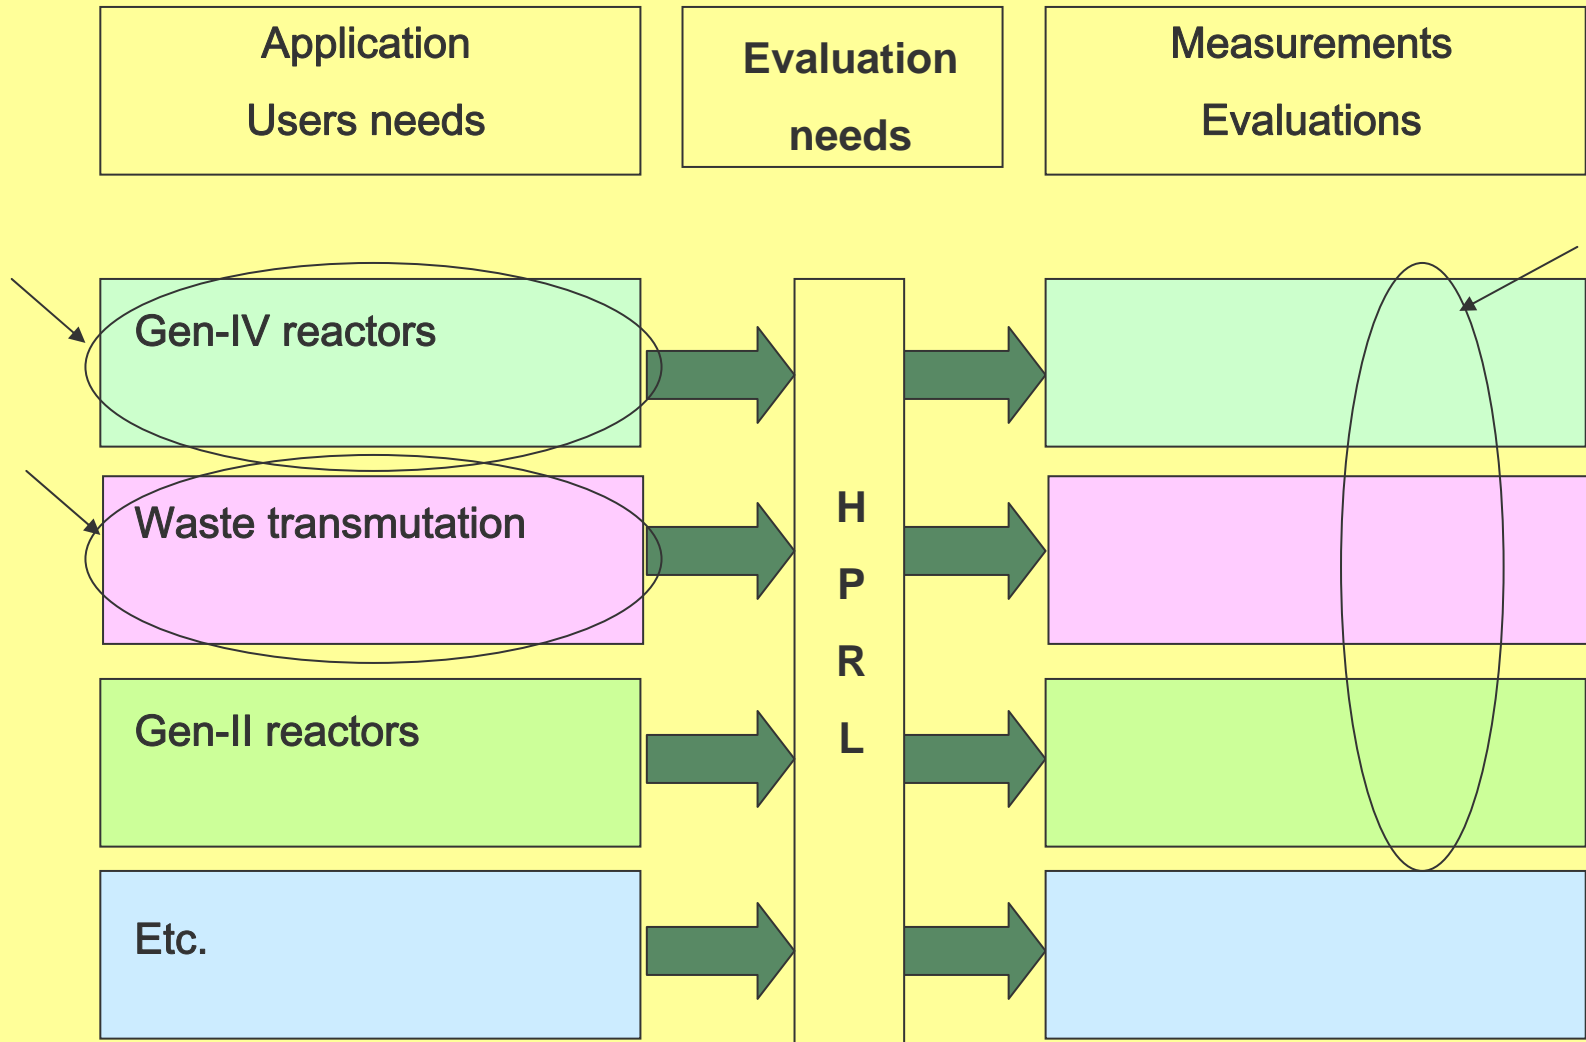 Application
Users needs
Evaluation
needs
Measurements
Evaluations
Gen-IV reactors
Waste transmutation
Gen-II reactors
Etc.
H
P
R
L